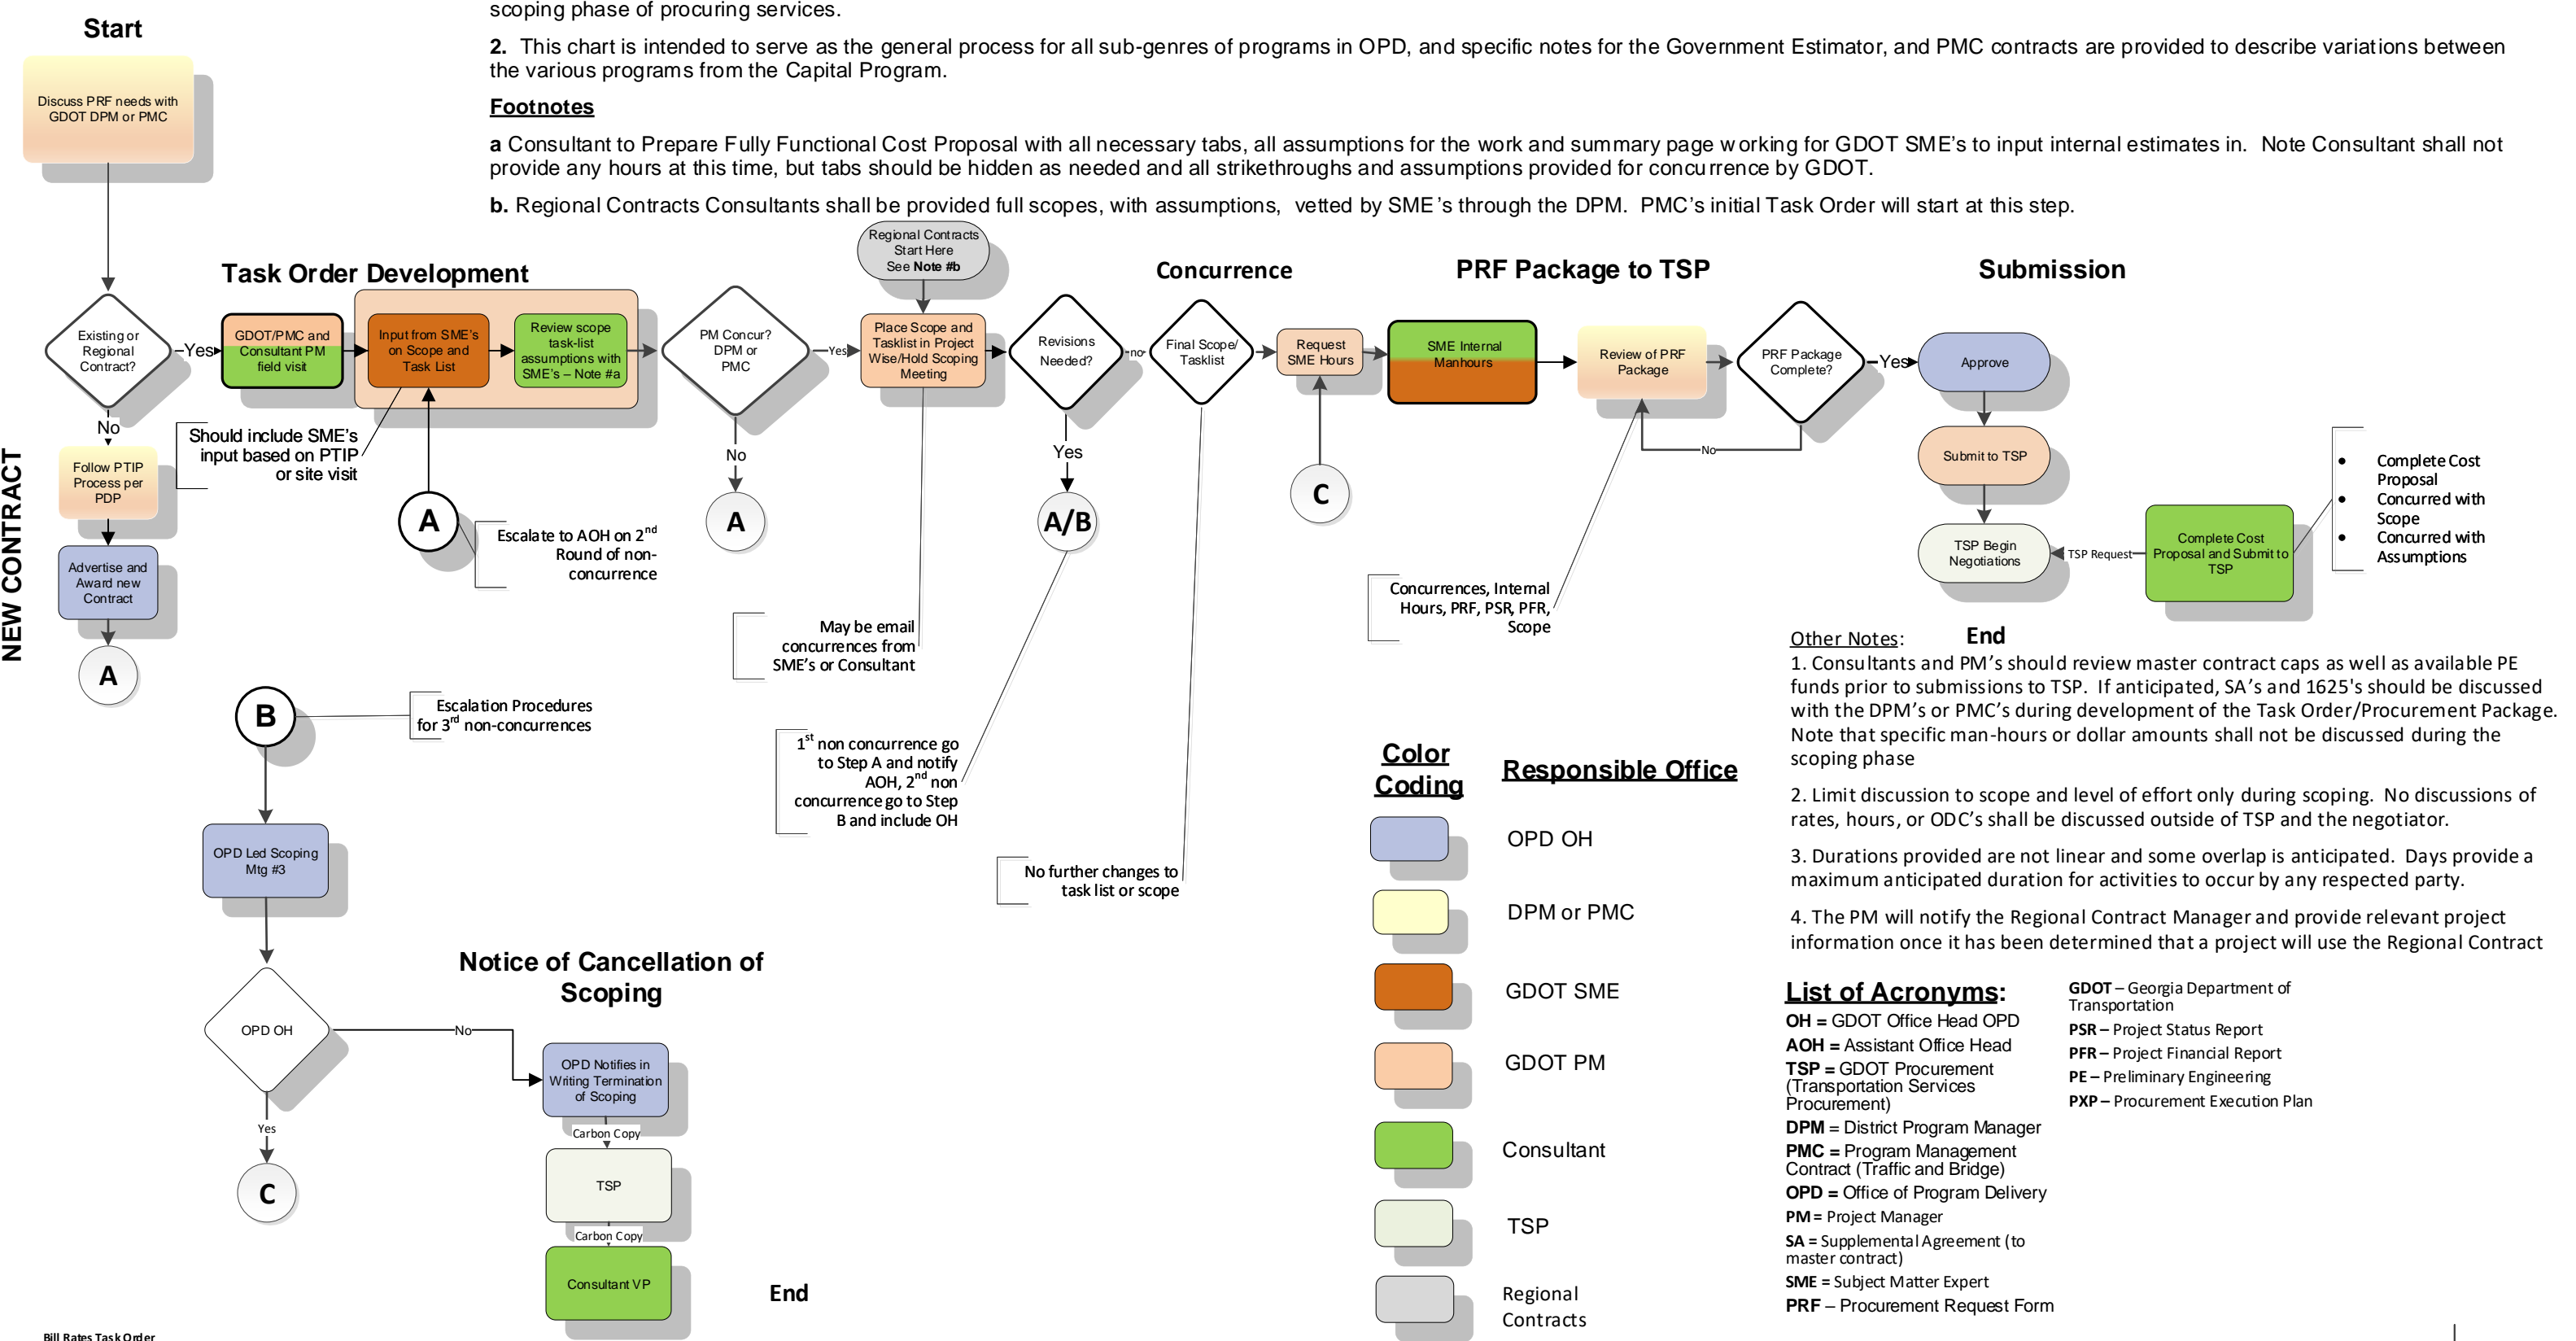 scoping phase of procuring services.
2.  This chart is intended to serve as the general process for all sub-genres of programs in OPD, and specific notes for the Government Estimator, and PMC contracts are provided to describe variations between
the various programs from the Capital Program.
Footnotes
a Consultant to Prepare Fully Functional Cost Proposal with all necessary tabs, all assumptions for the work and summary page working for GDOT SME's to input internal estimates in.  Note Consultant shall not
provide any hours at this time, but tabs should be hidden as needed and all strikethroughs and assumptions provided for concurrence by GDOT.
b. Regional Contracts Consultants shall be provided full scopes, with assumptions,  vetted by SME's through the DPM.  PMC's initial Task Order will start at this step.
Start
Discuss PRF needs with
GDOT DPM or PMC
Existing or
Regional
Contract?
Yes
No
Follow PTIP
Process per
PDP
Advertise and
Award new
Contract
A
NEW CONTRACT
Task Order Development
GDOT/PMC and
Consultant PM
field visit
Input from SME's
on Scope and
Task List
Review scope
task-list
assumptions with
SME's – Note #a
Should include SME's
input based on PTIP
or site visit
A
Escalate to AOH on 2nd
Round of non-
concurrence
PM Concur?
DPM or
PMC
Yes
No
A
Regional Contracts
Start Here
See Note #b
Place Scope and
Tasklist in Project
Wise/Hold Scoping
Meeting
May be email
concurrences from
SME's or Consultant
Revisions
Needed?
no
Yes
A/B
1st non concurrence go
to Step A and notify
AOH, 2nd non
concurrence go to Step
B and include OH
Concurrence
Final Scope/
Tasklist
No further changes to
task list or scope
Request
SME Hours
C
PRF Package to TSP
SME Internal
Manhours
Review of PRF
Package
Concurrences, Internal
Hours, PRF, PSR, PFR,
Scope
PRF Package
Complete?
No
Yes
Submission
Approve
Submit to TSP
TSP Begin
Negotiations
TSP Request
Complete Cost
Proposal and Submit to
TSP
• Complete Cost
Proposal
• Concurred with
Scope
• Concurred with
Assumptions
End
B
Escalation Procedures
for 3rd non-concurrences
OPD Led Scoping
Mtg #3
OPD OH
No
Yes
C
Notice of Cancellation of
Scoping
OPD Notifies in
Writing Termination
of Scoping
Carbon Copy
TSP
Carbon Copy
Consultant VP
End
Color
Coding
Responsible Office
OPD OH
DPM or PMC
GDOT SME
GDOT PM
Consultant
TSP
Regional
Contracts
Other Notes:
1. Consultants and PM's should review master contract caps as well as available PE
funds prior to submissions to TSP.  If anticipated, SA's and 1625's should be discussed
with the DPM's or PMC's during development of the Task Order/Procurement Package.
Note that specific man-hours or dollar amounts shall not be discussed during the
scoping phase
2. Limit discussion to scope and level of effort only during scoping.  No discussions of
rates, hours, or ODC's shall be discussed outside of TSP and the negotiator.
3. Durations provided are not linear and some overlap is anticipated.  Days provide a
maximum anticipated duration for activities to occur by any respected party.
4. The PM will notify the Regional Contract Manager and provide relevant project
information once it has been determined that a project will use the Regional Contract
List of Acronyms:
OH = GDOT Office Head OPD
AOH = Assistant Office Head
TSP = GDOT Procurement
(Transportation Services
Procurement)
DPM = District Program Manager
PMC = Program Management
Contract (Traffic and Bridge)
OPD = Office of Program Delivery
PM = Project Manager
SA = Supplemental Agreement (to
master contract)
SME = Subject Matter Expert
PRF – Procurement Request Form
GDOT – Georgia Department of
Transportation
PSR – Project Status Report
PFR – Project Financial Report
PE – Preliminary Engineering
PXP – Procurement Execution Plan
Bill Rates Task Order